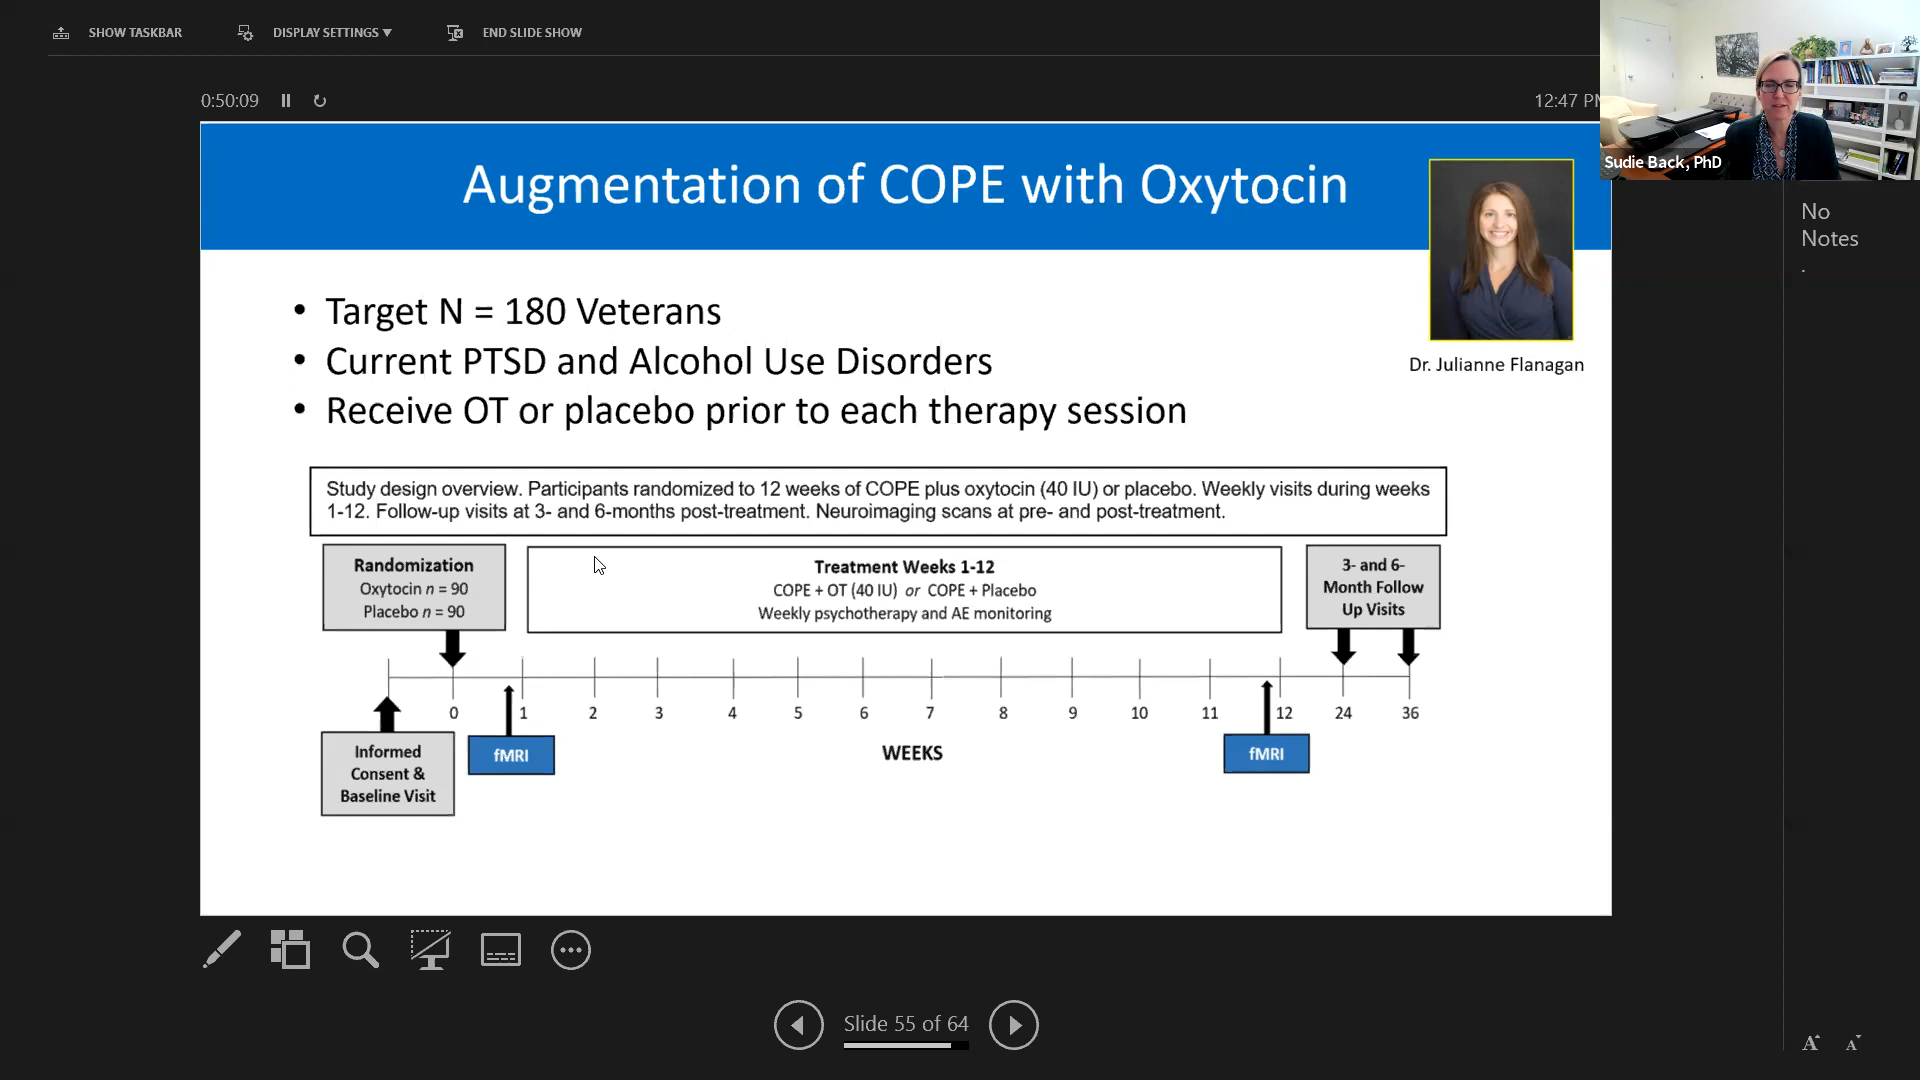 SHOW TASKBAR
DISPLAY SETTINGS ▼
END SLIDE SHOW
0:50:09
12:47 PM
Sudie Back, PhD
No
Notes
.
Augmentation of COPE with Oxytocin
• Target N = 180 Veterans
• Current PTSD and Alcohol Use Disorders
• Receive OT or placebo prior to each therapy session
Dr. Julianne Flanagan
Study design overview. Participants randomized to 12 weeks of COPE plus oxytocin (40 IU) or placebo. Weekly visits during weeks
1-12. Follow-up visits at 3- and 6-months post-treatment. Neuroimaging scans at pre- and post-treatment.
Randomization
Oxytocin n = 90
Placebo n = 90
Treatment Weeks 1-12
COPE + OT (40 IU) or COPE + Placebo
Weekly psychotherapy and AE monitoring
3- and 6-
Month Follow
Up Visits
0 1 2 3 4 5 6 7 8 9 10 11 12 24 36
Informed
Consent &
Baseline Visit
fMRI
WEEKS
fMRI
Slide 55 of 64
A A